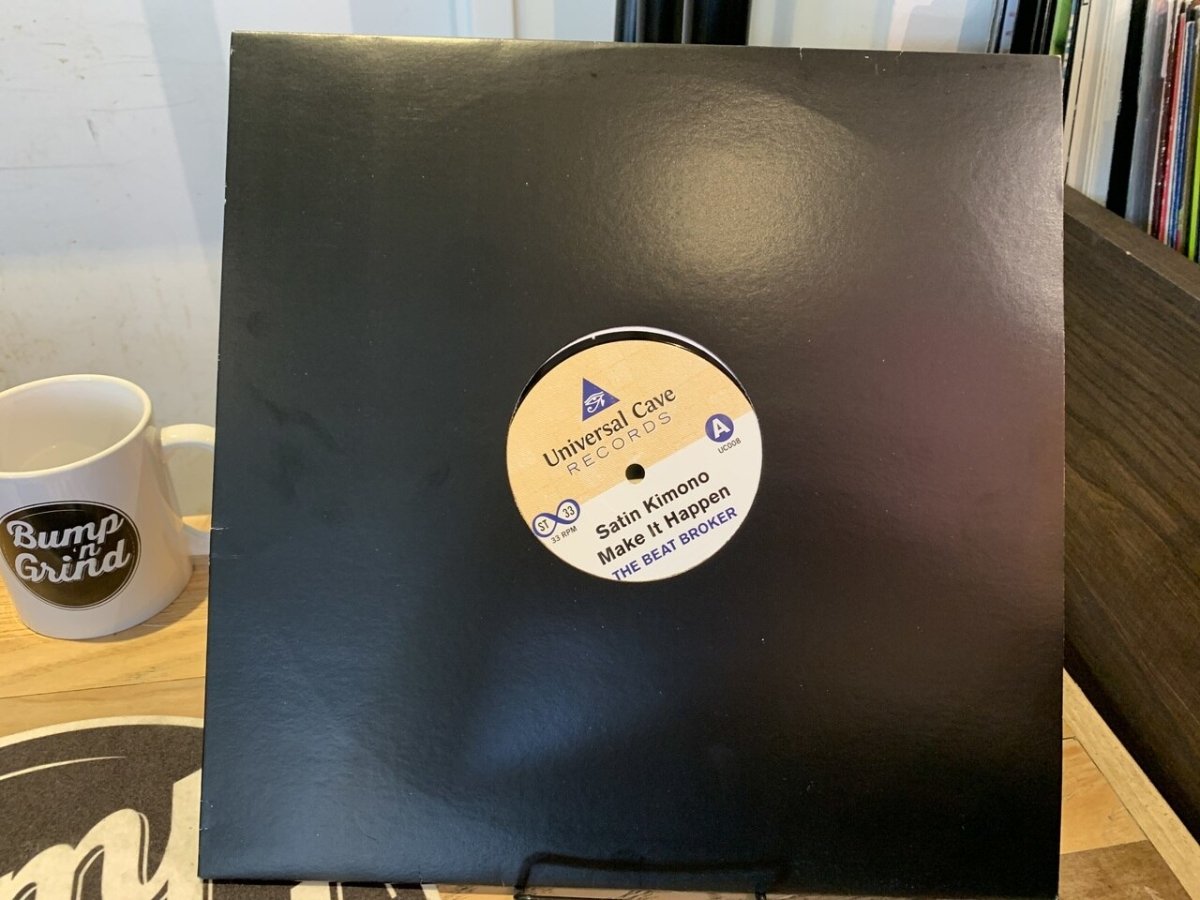 Universal Cave
RECORDS
A
UC008
ST 33
33 RPM
Satin Kimono
Make It Happen
THE BEAT BROKER
Bump
'n'
Grind